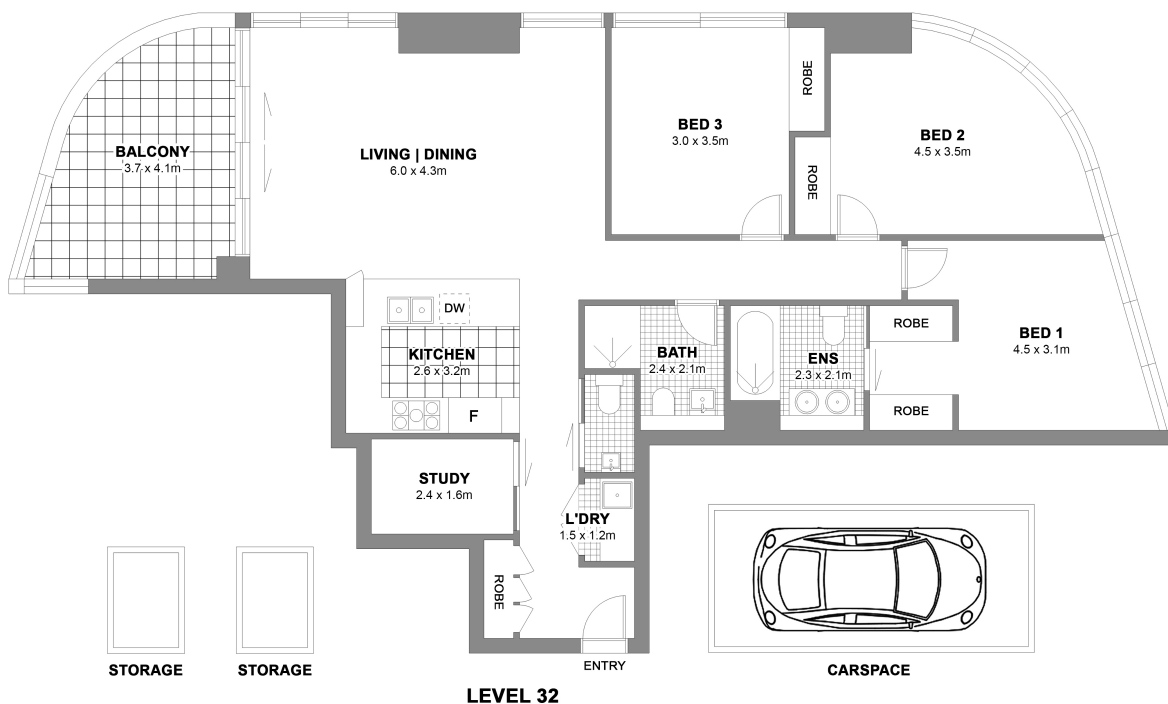 BALCONY
3.7 x 4.1m
LIVING | DINING
6.0 x 4.3m
BED 3
3.0 x 3.5m
ROBE
ROBE
BED 2
4.5 x 3.5m
DW
KITCHEN
2.6 x 3.2m
F
BATH
2.4 x 2.1m
ENS
2.3 x 2.1m
ROBE
ROBE
BED 1
4.5 x 3.1m
STUDY
2.4 x 1.6m
L'DRY
1.5 x 1.2m
ROBE
ENTRY
STORAGE
STORAGE
CARSPACE
LEVEL 32